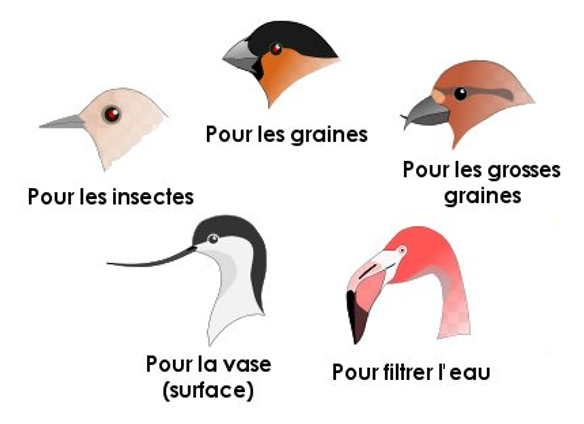 Pour les graines
Pour les grosses
graines
Pour les insectes
Pour la vase
(surface)
Pour filtrer l'eau